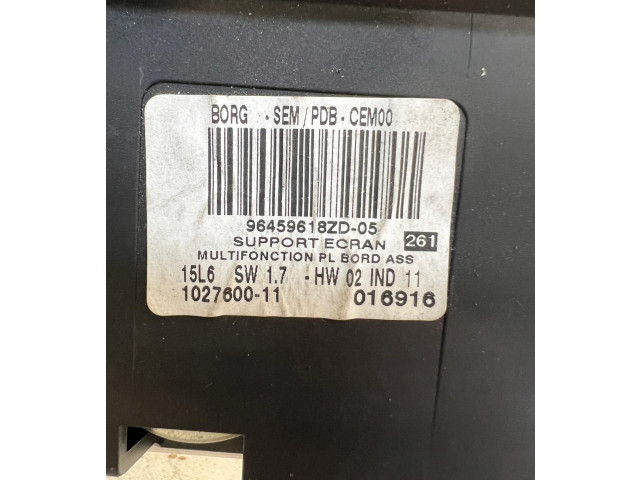 BORG - SEM/PDB - CEM00
96459618ZD-05
SUPPORT ECRAN 261
MULTIFONCTION PL BORD ASS
15L6 SW 1.7 - HW 02 IND 11
1027600-11 016916